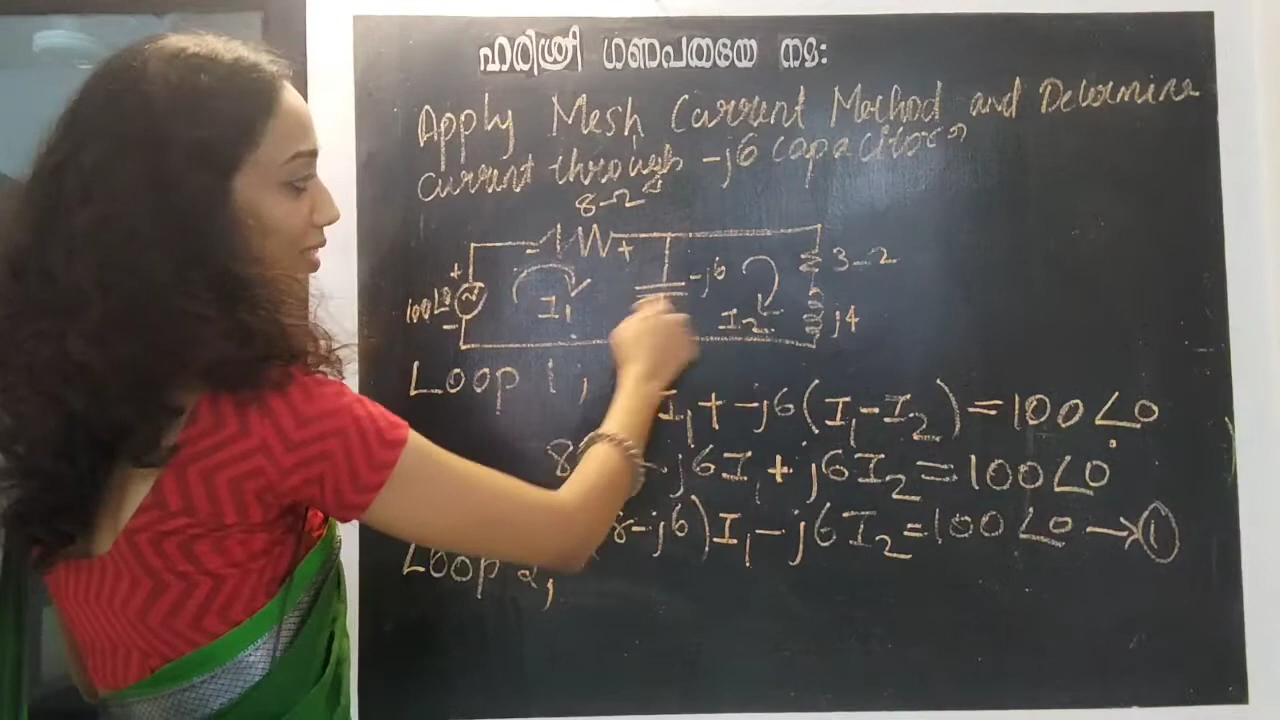 ഹരിശ്രീ ഗണപതയേ നമ:
Apply Mesh Current Method and Determine
current through -j6 capacitor"
8Ω
- +
+
100∠0
-
I1
-j6
I2
3Ω
j4
Loop 1;
I1 + -j6(I1-I2) = 100∠0
8 -j6I1 + j6I2 = 100∠0
8-j6)I1 - j6I2 = 100∠0 → ①
Loop 2,